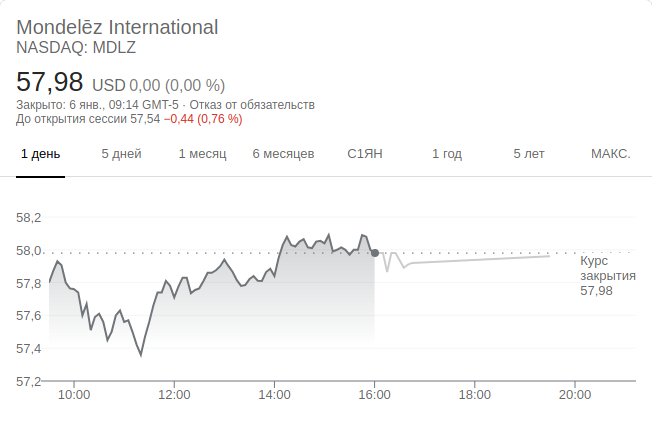 Mondelēz International
NASDAQ: MDLZ
57,98 USD 0,00 (0,00 %)
Закрыто: 6 янв., 09:14 GMT-5 · Отказ от обязательств
До открытия сессии 57,54 −0,44 (0,76 %)
1 день 5 дней 1 месяц 6 месяцев С1ЯН 1 год 5 лет МАКС.
58,2
58,0
Курс
закрытия
57,98
57,8
57,6
57,4
57,2
10:00 12:00 14:00 16:00 18:00 20:00